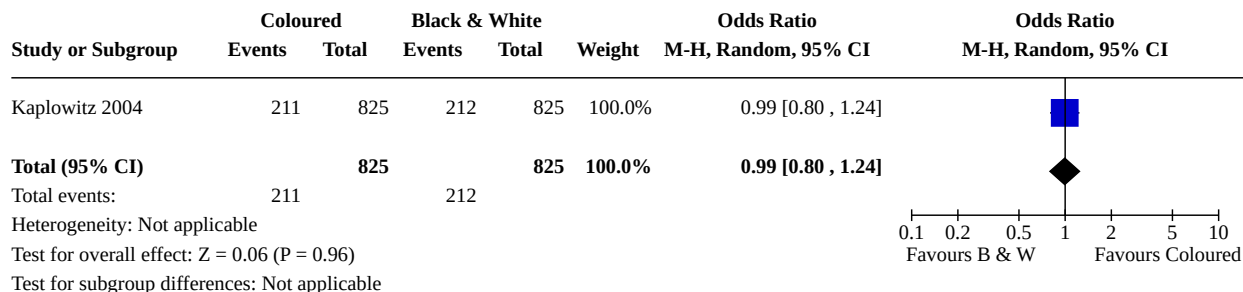 Coloured Black & White Odds Ratio Odds Ratio
Study or Subgroup Events Total Events Total Weight M-H, Random, 95% CI M-H, Random, 95% CI
Kaplowitz 2004 211 825 212 825 100.0% 0.99 [0.80 , 1.24]
Total (95% CI) 825 825 100.0% 0.99 [0.80 , 1.24]
Total events: 211 212
Heterogeneity: Not applicable
0.1 0.2 0.5 1 2 5 10
Test for overall effect: Z = 0.06 (P = 0.96) Favours B & W Favours Coloured
Test for subgroup differences: Not applicable